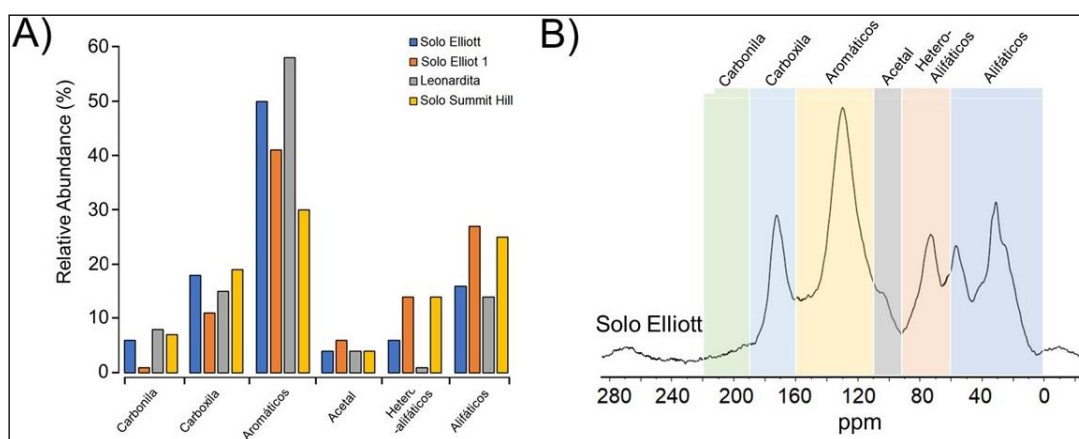 A)
Relative Abundance (%)
60
50
40
30
20
10
0
Solo Elliott
Solo Elliot 1
Leonardita
Solo Summit Hill
Carbonila
Carboxila
Aromáticos
Acetal
Hetero
-alifáticos
Alifáticos
B)
Carbonila
Carboxila
Aromáticos
Acetal
Hetero-
Alifáticos
Alifáticos
Solo Elliott
280 240 200 160 120 80 40 0
ppm